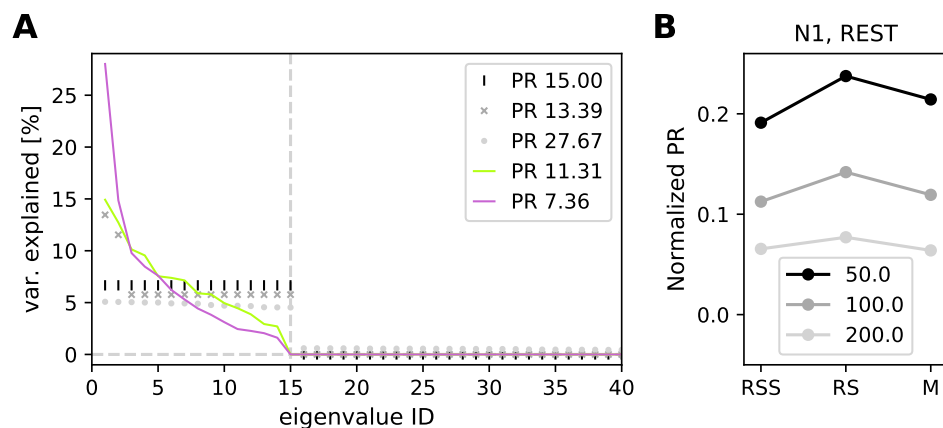 A
var. explained [%]
25
20
15
10
5
0
0 5 10 15 20 25 30 35 40
eigenvalue ID
PR 15.00
PR 13.39
PR 27.67
PR 11.31
PR 7.36
B
N1, REST
Normalized PR
0.2
0.1
0.0
50.0
100.0
200.0
RSS RS M